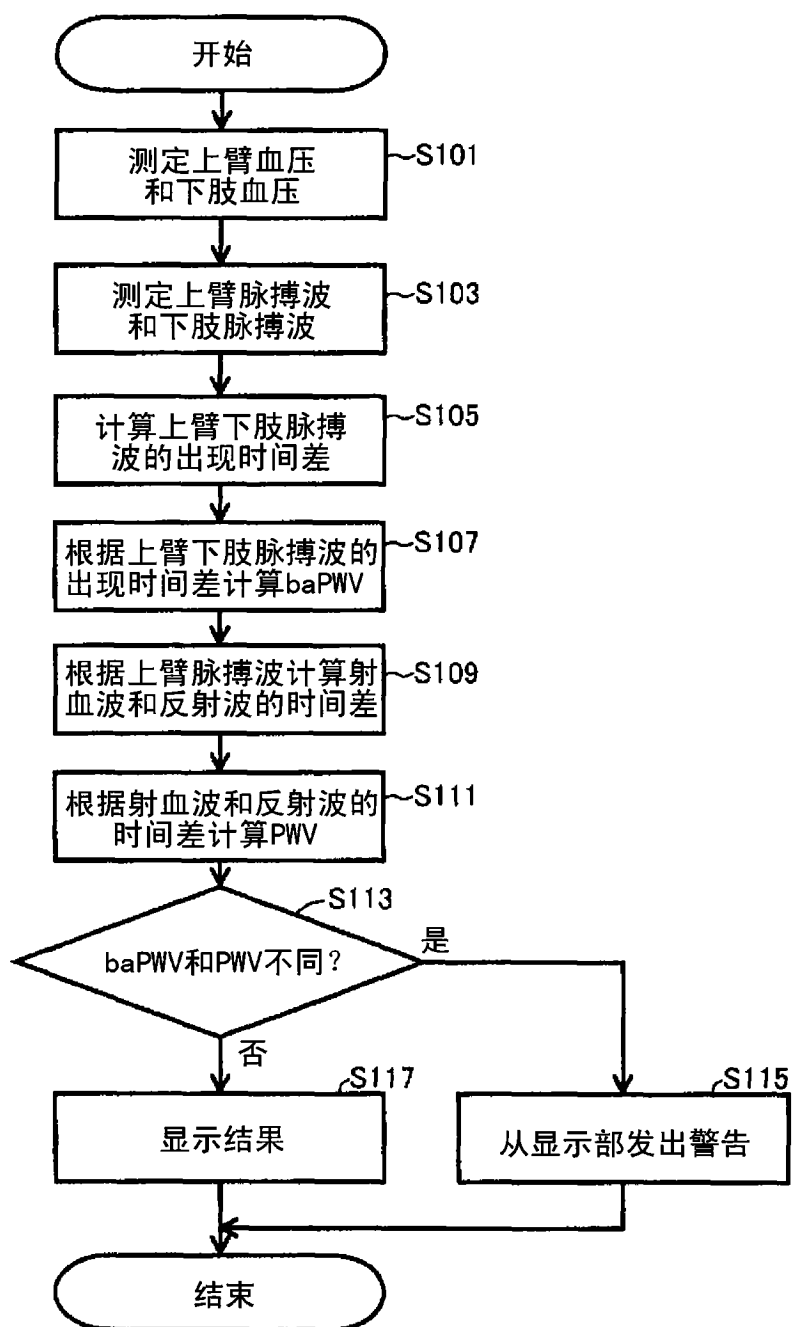 开始
测定上臂血压
和下肢血压
S101
测定上臂脉搏波
和下肢脉搏波
S103
计算上臂下肢脉搏
波的出现时间差
S105
根据上臂下肢脉搏波的
出现时间差计算baPWV
S107
根据上臂脉搏波计算射
血波和反射波的时间差
S109
根据射血波和反射波的
时间差计算PWV
S111
S113
baPWV和PWV不同?
是
否
S117
显示结果
S115
从显示部发出警告
结束